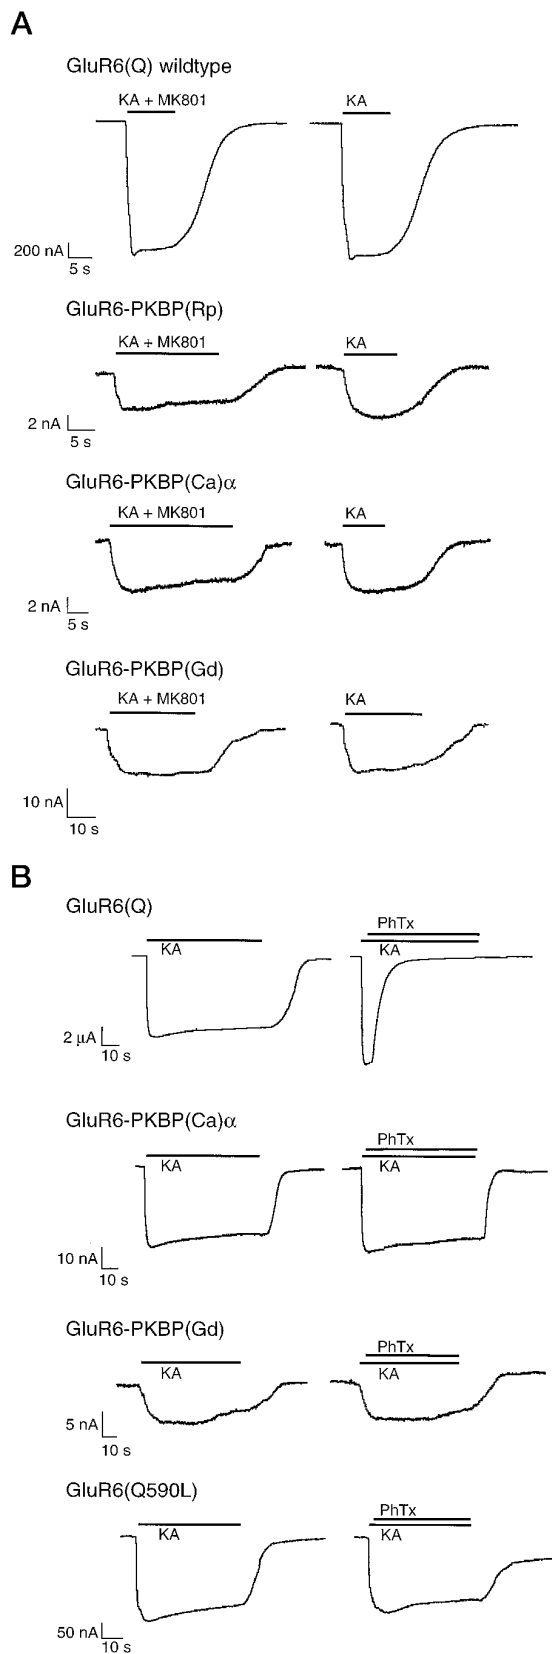 A
GluR6(Q) wildtype
KA + MK801
KA
200 nA
5 s
GluR6-PKBP(Rp)
KA + MK801
KA
2 nA
5 s
GluR6-PKBP(Ca)α
KA + MK801
KA
2 nA
5 s
GluR6-PKBP(Gd)
KA + MK801
KA
10 nA
10 s
B
GluR6(Q)
PhTx
KA
KA
2 µA
10 s
GluR6-PKBP(Ca)α
PhTx
KA
KA
10 nA
10 s
GluR6-PKBP(Gd)
PhTx
KA
KA
5 nA
10 s
GluR6(Q590L)
PhTx
KA
KA
50 nA
10 s